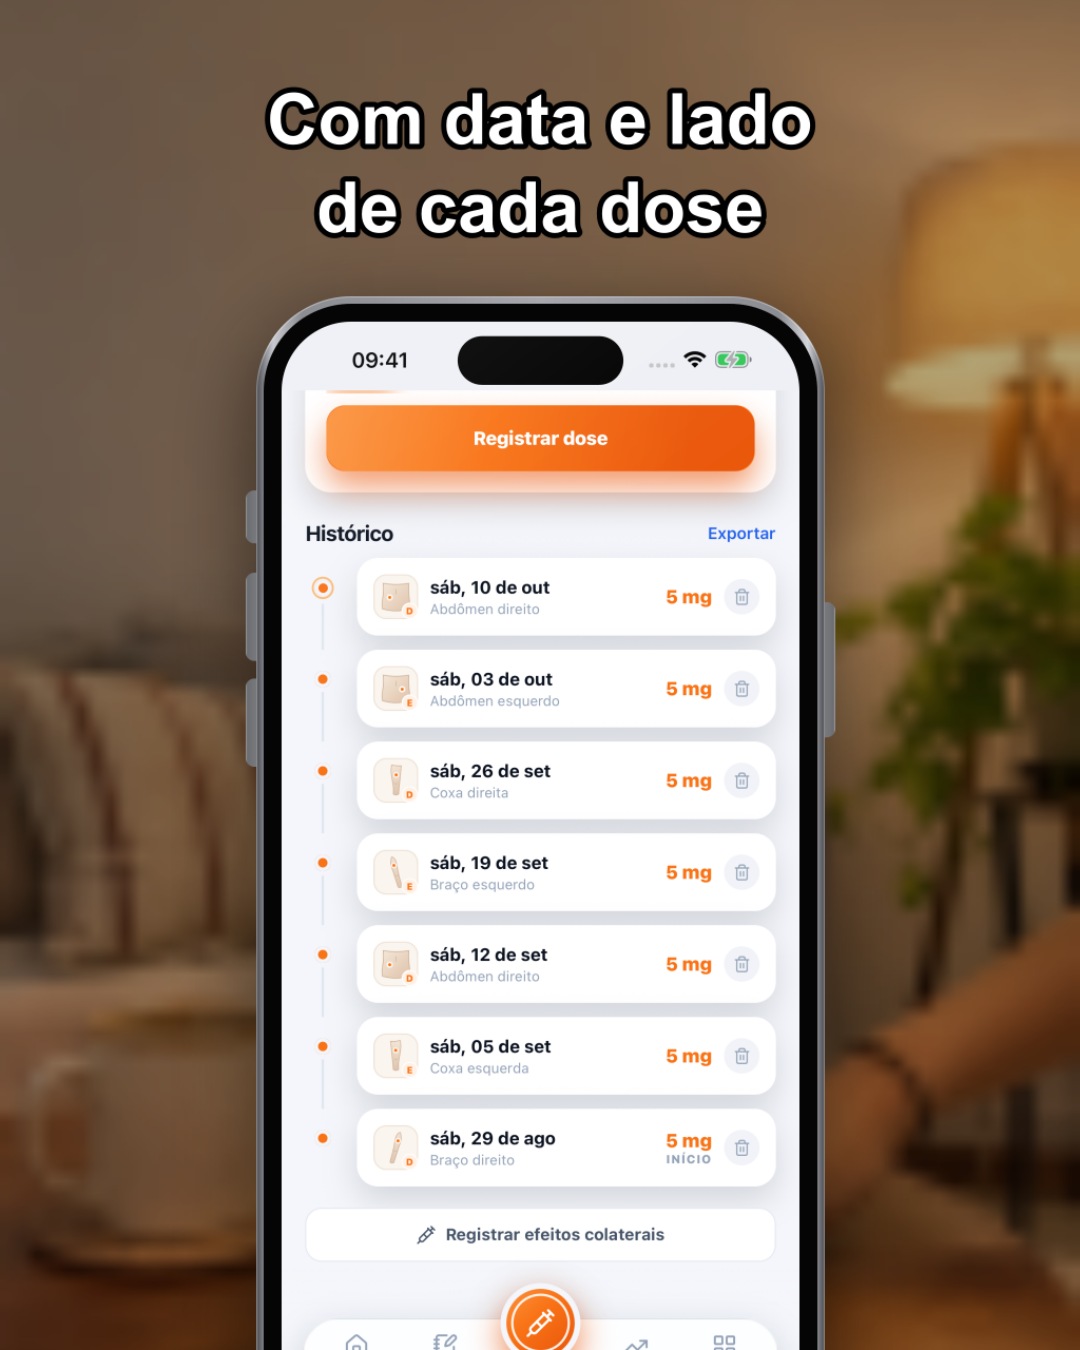 Com data e lado
de cada dose
09:41
Registrar dose
Histórico
Exportar
sáb, 10 de out
Abdômen direito
5 mg
D
sáb, 03 de out
Abdômen esquerdo
5 mg
E
sáb, 26 de set
Coxa direita
5 mg
D
sáb, 19 de set
Braço esquerdo
5 mg
E
sáb, 12 de set
Abdômen direito
5 mg
D
sáb, 05 de set
Coxa esquerda
5 mg
E
sáb, 29 de ago
Braço direito
5 mg
INÍCIO
D
Registrar efeitos colaterais